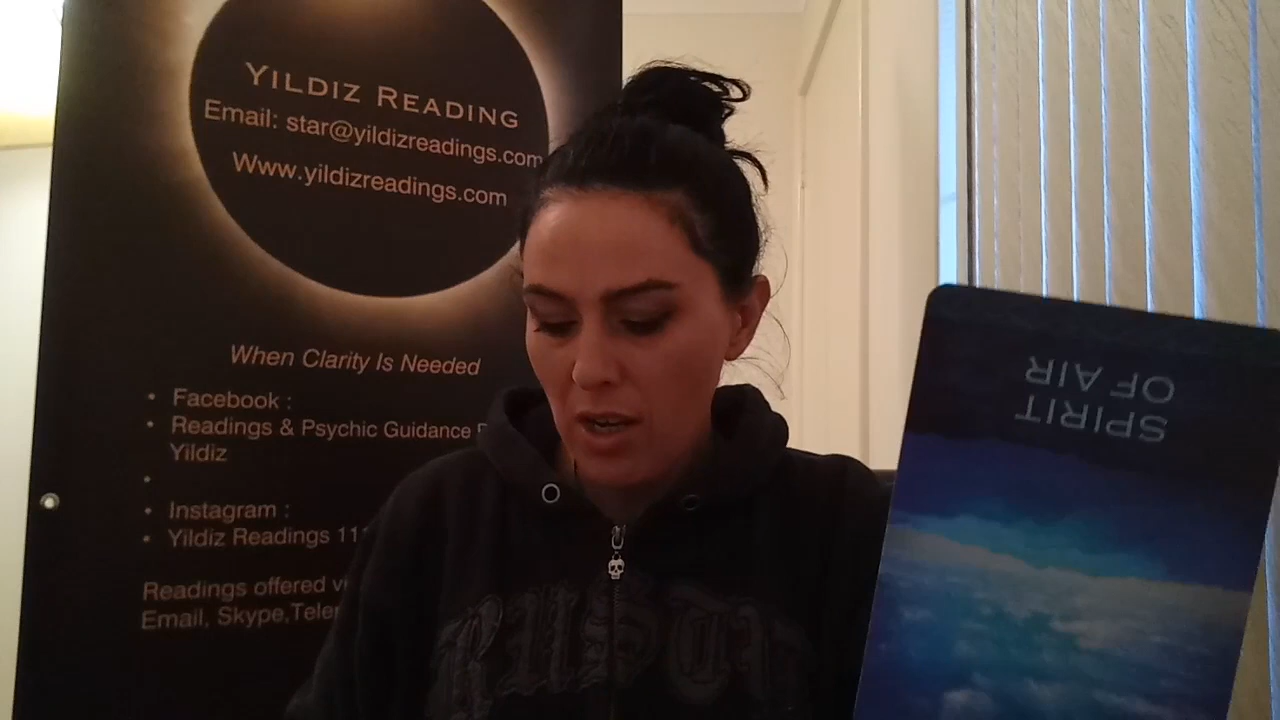 YILDIZ READING
Email: star@yildizreadings.com
Www.yildizreadings.com
When Clarity Is Needed
• Facebook :
• Readings & Psychic Guidance
Yildiz
•
• Instagram :
• Yildiz Readings 11
Readings offered
Email, Skype,
SPIRIT
OF AIR